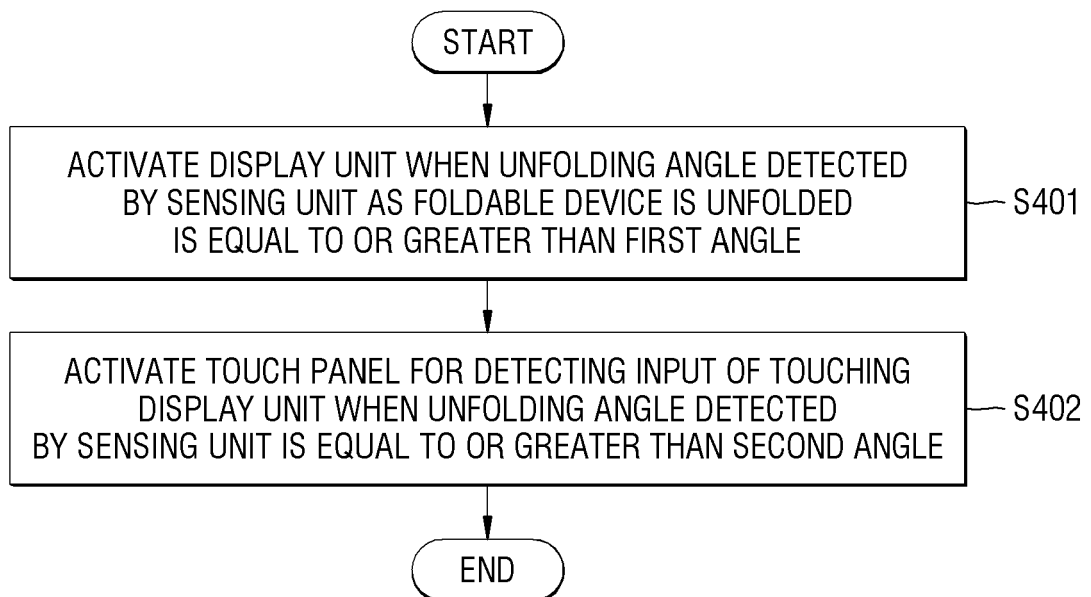 START
ACTIVATE DISPLAY UNIT WHEN UNFOLDING ANGLE DETECTED
BY SENSING UNIT AS FOLDABLE DEVICE IS UNFOLDED
IS EQUAL TO OR GREATER THAN FIRST ANGLE
S401
ACTIVATE TOUCH PANEL FOR DETECTING INPUT OF TOUCHING
DISPLAY UNIT WHEN UNFOLDING ANGLE DETECTED
BY SENSING UNIT IS EQUAL TO OR GREATER THAN SECOND ANGLE
S402
END